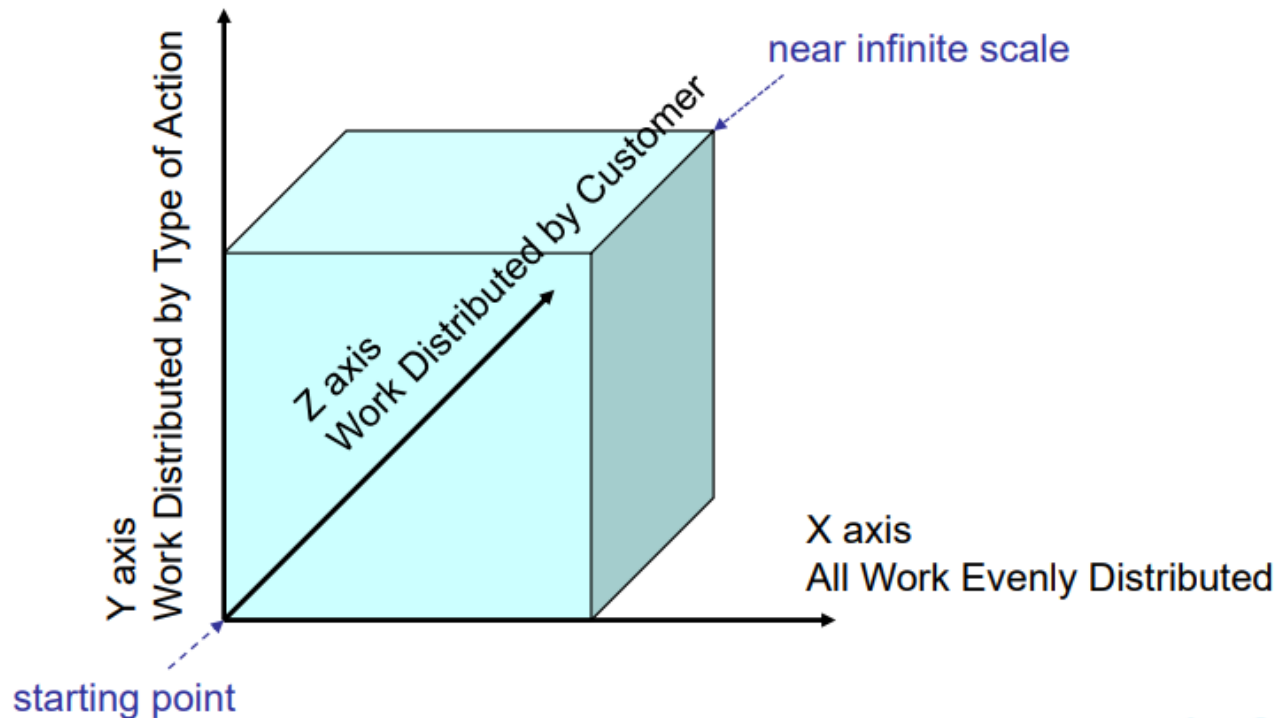 near infinite scale
Y axis
Work Distributed by Type of Action
Z axis
Work Distributed by Customer
X axis
All Work Evenly Distributed
starting point